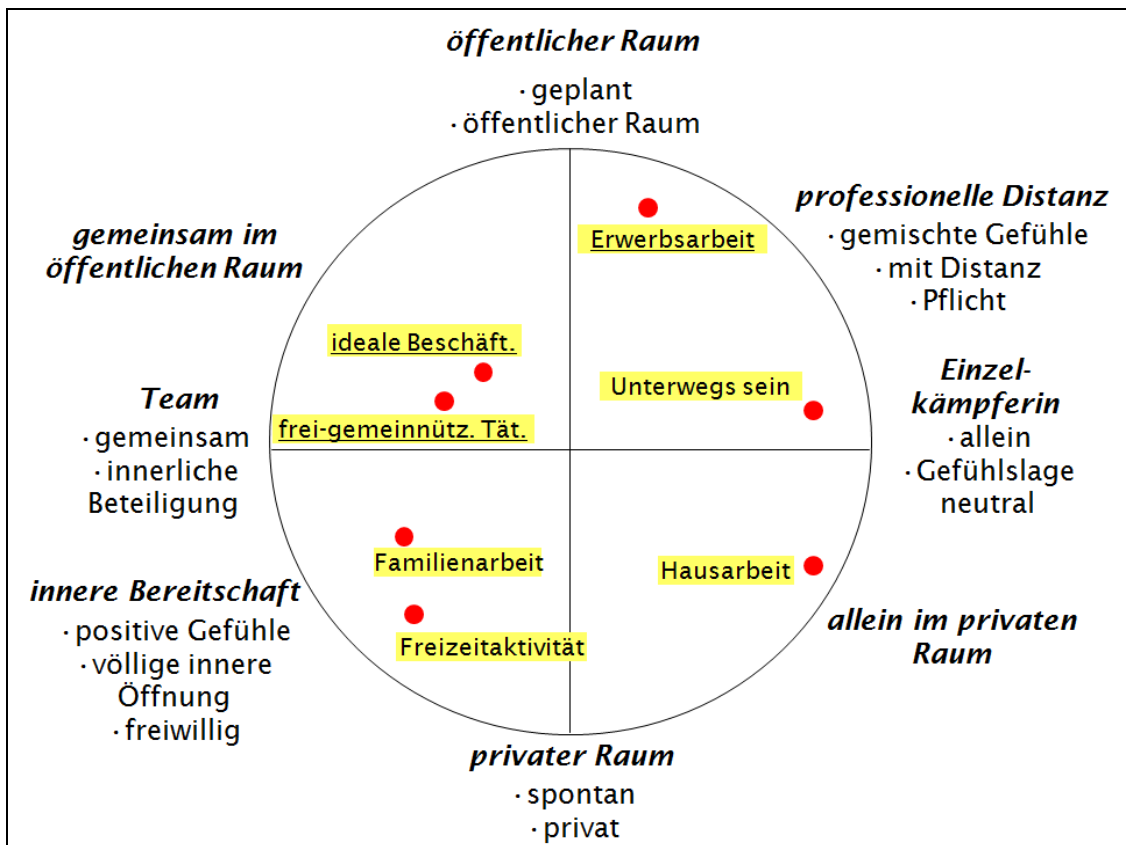 öffentlicher Raum
· geplant
· öffentlicher Raum
professionelle Distanz
· gemischte Gefühle
· mit Distanz
· Pflicht
gemeinsam im
öffentlichen Raum
Erwerbsarbeit
ideale Beschäft.
Unterwegs sein
frei-gemeinnütz. Tät.
Team
· gemeinsam
· innerliche
Beteiligung
Einzel-
kämpferin
· allein
· Gefühlslage
neutral
Familienarbeit
Hausarbeit
Freizeitaktivität
innere Bereitschaft
· positive Gefühle
· völlige innere
Öffnung
· freiwillig
allein im privaten
Raum
privater Raum
· spontan
· privat